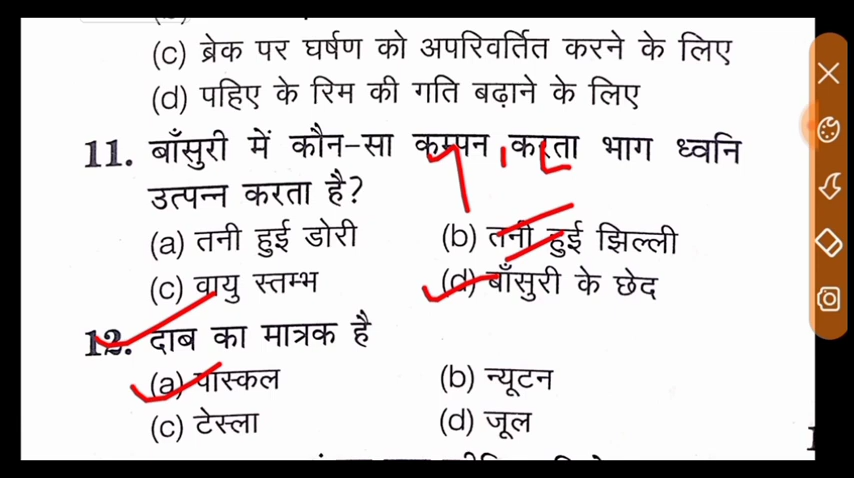 (c) ब्रेक पर घर्षण को अपरिवर्तित करने के लिए
(d) पहिए के रिम की गति बढ़ाने के लिए
11. बाँसुरी में कौन-सा कम्पन करता भाग ध्वनि
उत्पन्न करता है?
(a) तनी हुई डोरी (b) तनी हुई झिल्ली
(c) वायु स्तम्भ (d) बाँसुरी के छेद
12. दाब का मात्रक है
(a) पास्कल (b) न्यूटन
(c) टेस्ला (d) जूल